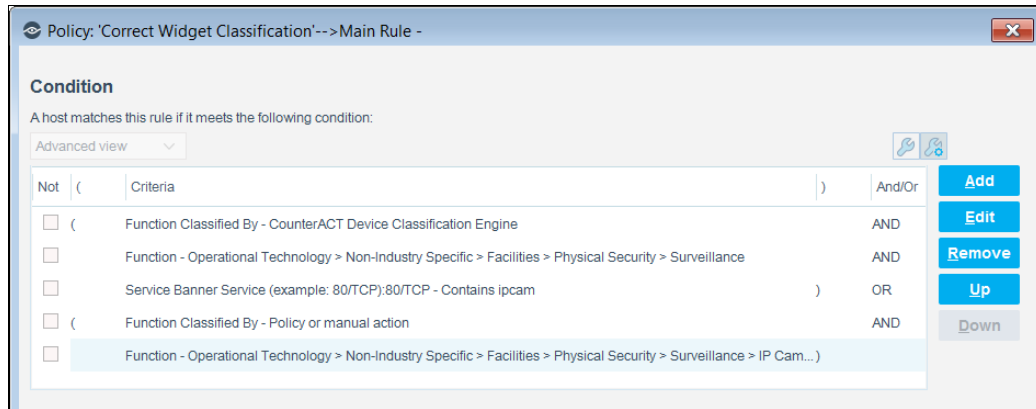 Policy: 'Correct Widget Classification'-->Main Rule -
Condition
A host matches this rule if it meets the following condition:
Advanced view
Not ( Criteria ) And/Or
( Function Classified By - CounterACT Device Classification Engine AND
Function - Operational Technology > Non-Industry Specific > Facilities > Physical Security > Surveillance AND
Service Banner Service (example: 80/TCP):80/TCP - Contains ipcam ) OR
( Function Classified By - Policy or manual action AND
Function - Operational Technology > Non-Industry Specific > Facilities > Physical Security > Surveillance > IP Cam... )
Add
Edit
Remove
Up
Down